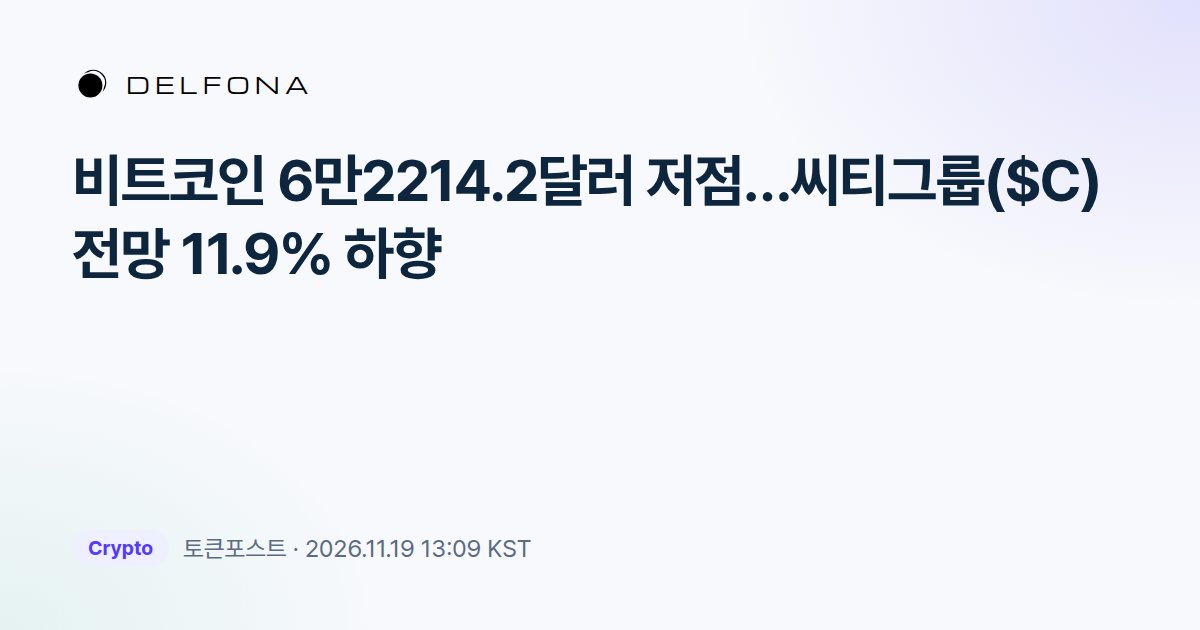 DELFONA
비트코인 6만2214.2달러 저점…씨티그룹($C)
전망 11.9% 하향
Crypto 토큰포스트 · 2026.11.19 13:09 KST